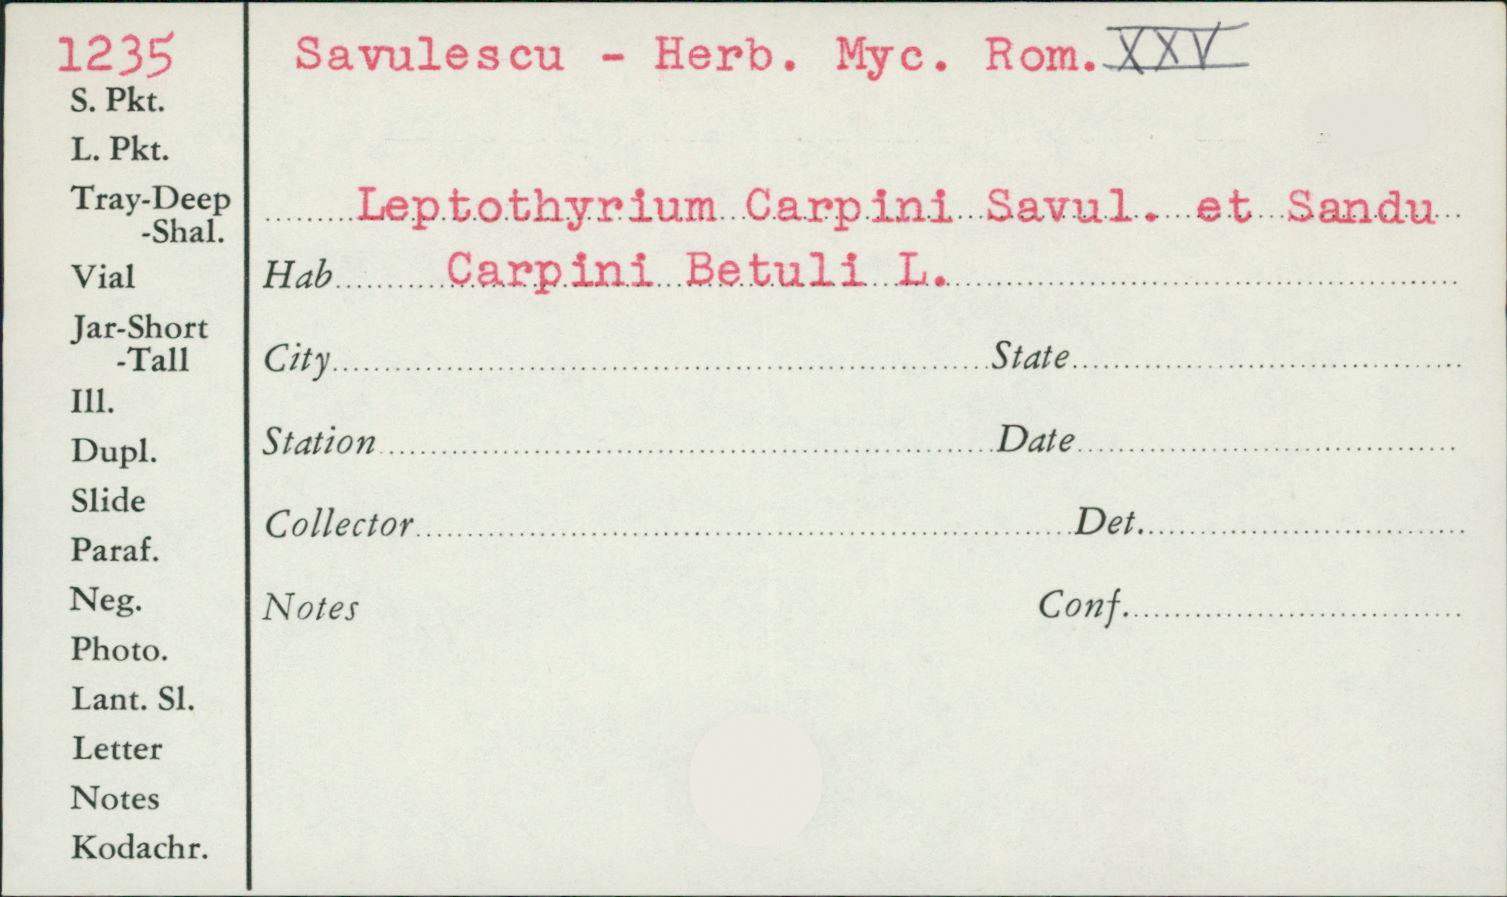 1235
Savulescu - Herb. Myc. Rom. XXV
S. Pkt.
L. Pkt.
Tray-Deep
-Shal.
Leptothyrium Carpini Savul. et Sandu
Vial
Hab Carpini Betuli L.
Jar-Short
-Tall
City State
Ill.
Dupl.
Station Date
Slide
Collector Det.
Paraf.
Neg.
Notes Conf.
Photo.
Lant. Sl.
Letter
Notes
Kodachr.